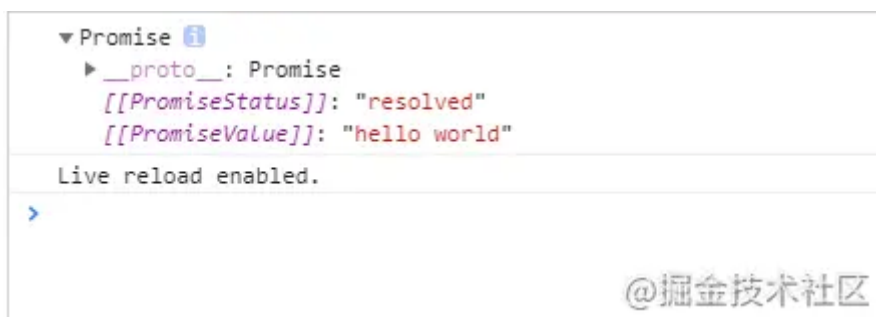 ▼Promise i
▶__proto__: Promise
[[PromiseStatus]]: "resolved"
[[PromiseValue]]: "hello world"
Live reload enabled.
>
@掘金技术社区